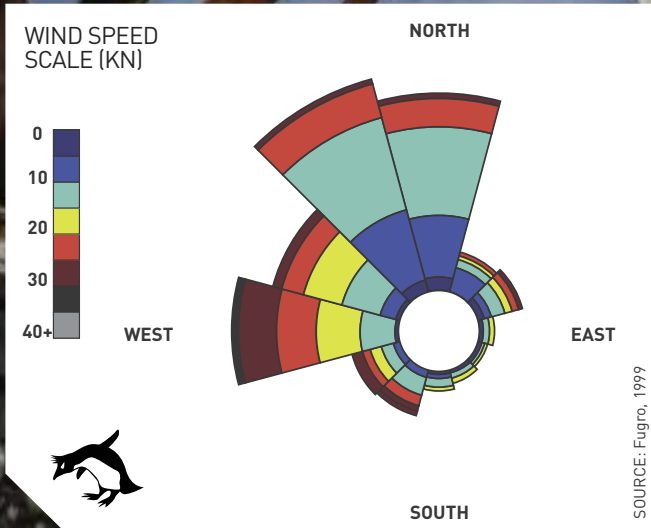 WIND SPEED
SCALE (KN)
NORTH
0
10
20
30
40+
WEST
EAST
SOUTH
SOURCE: Fugro, 1999